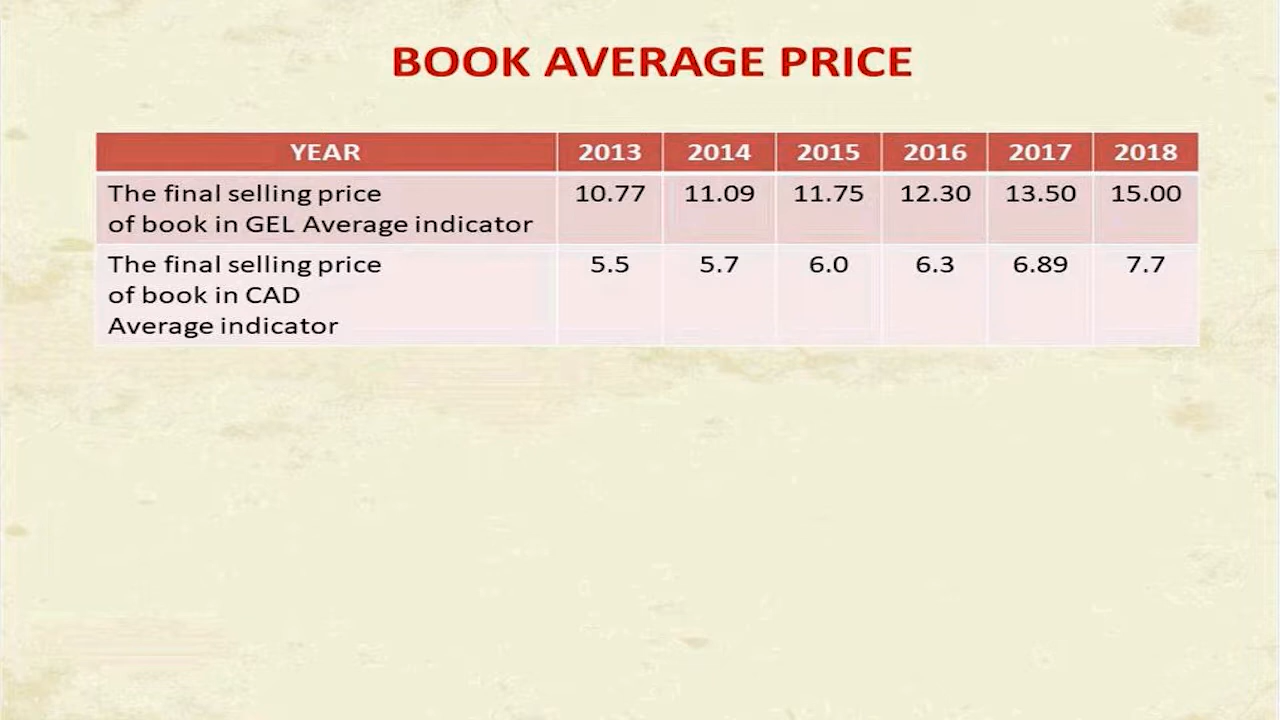 BOOK AVERAGE PRICE
YEAR 2013 2014 2015 2016 2017 2018
The final selling price 10.77 11.09 11.75 12.30 13.50 15.00
of book in GEL Average indicator
The final selling price 5.5 5.7 6.0 6.3 6.89 7.7
of book in CAD
Average indicator